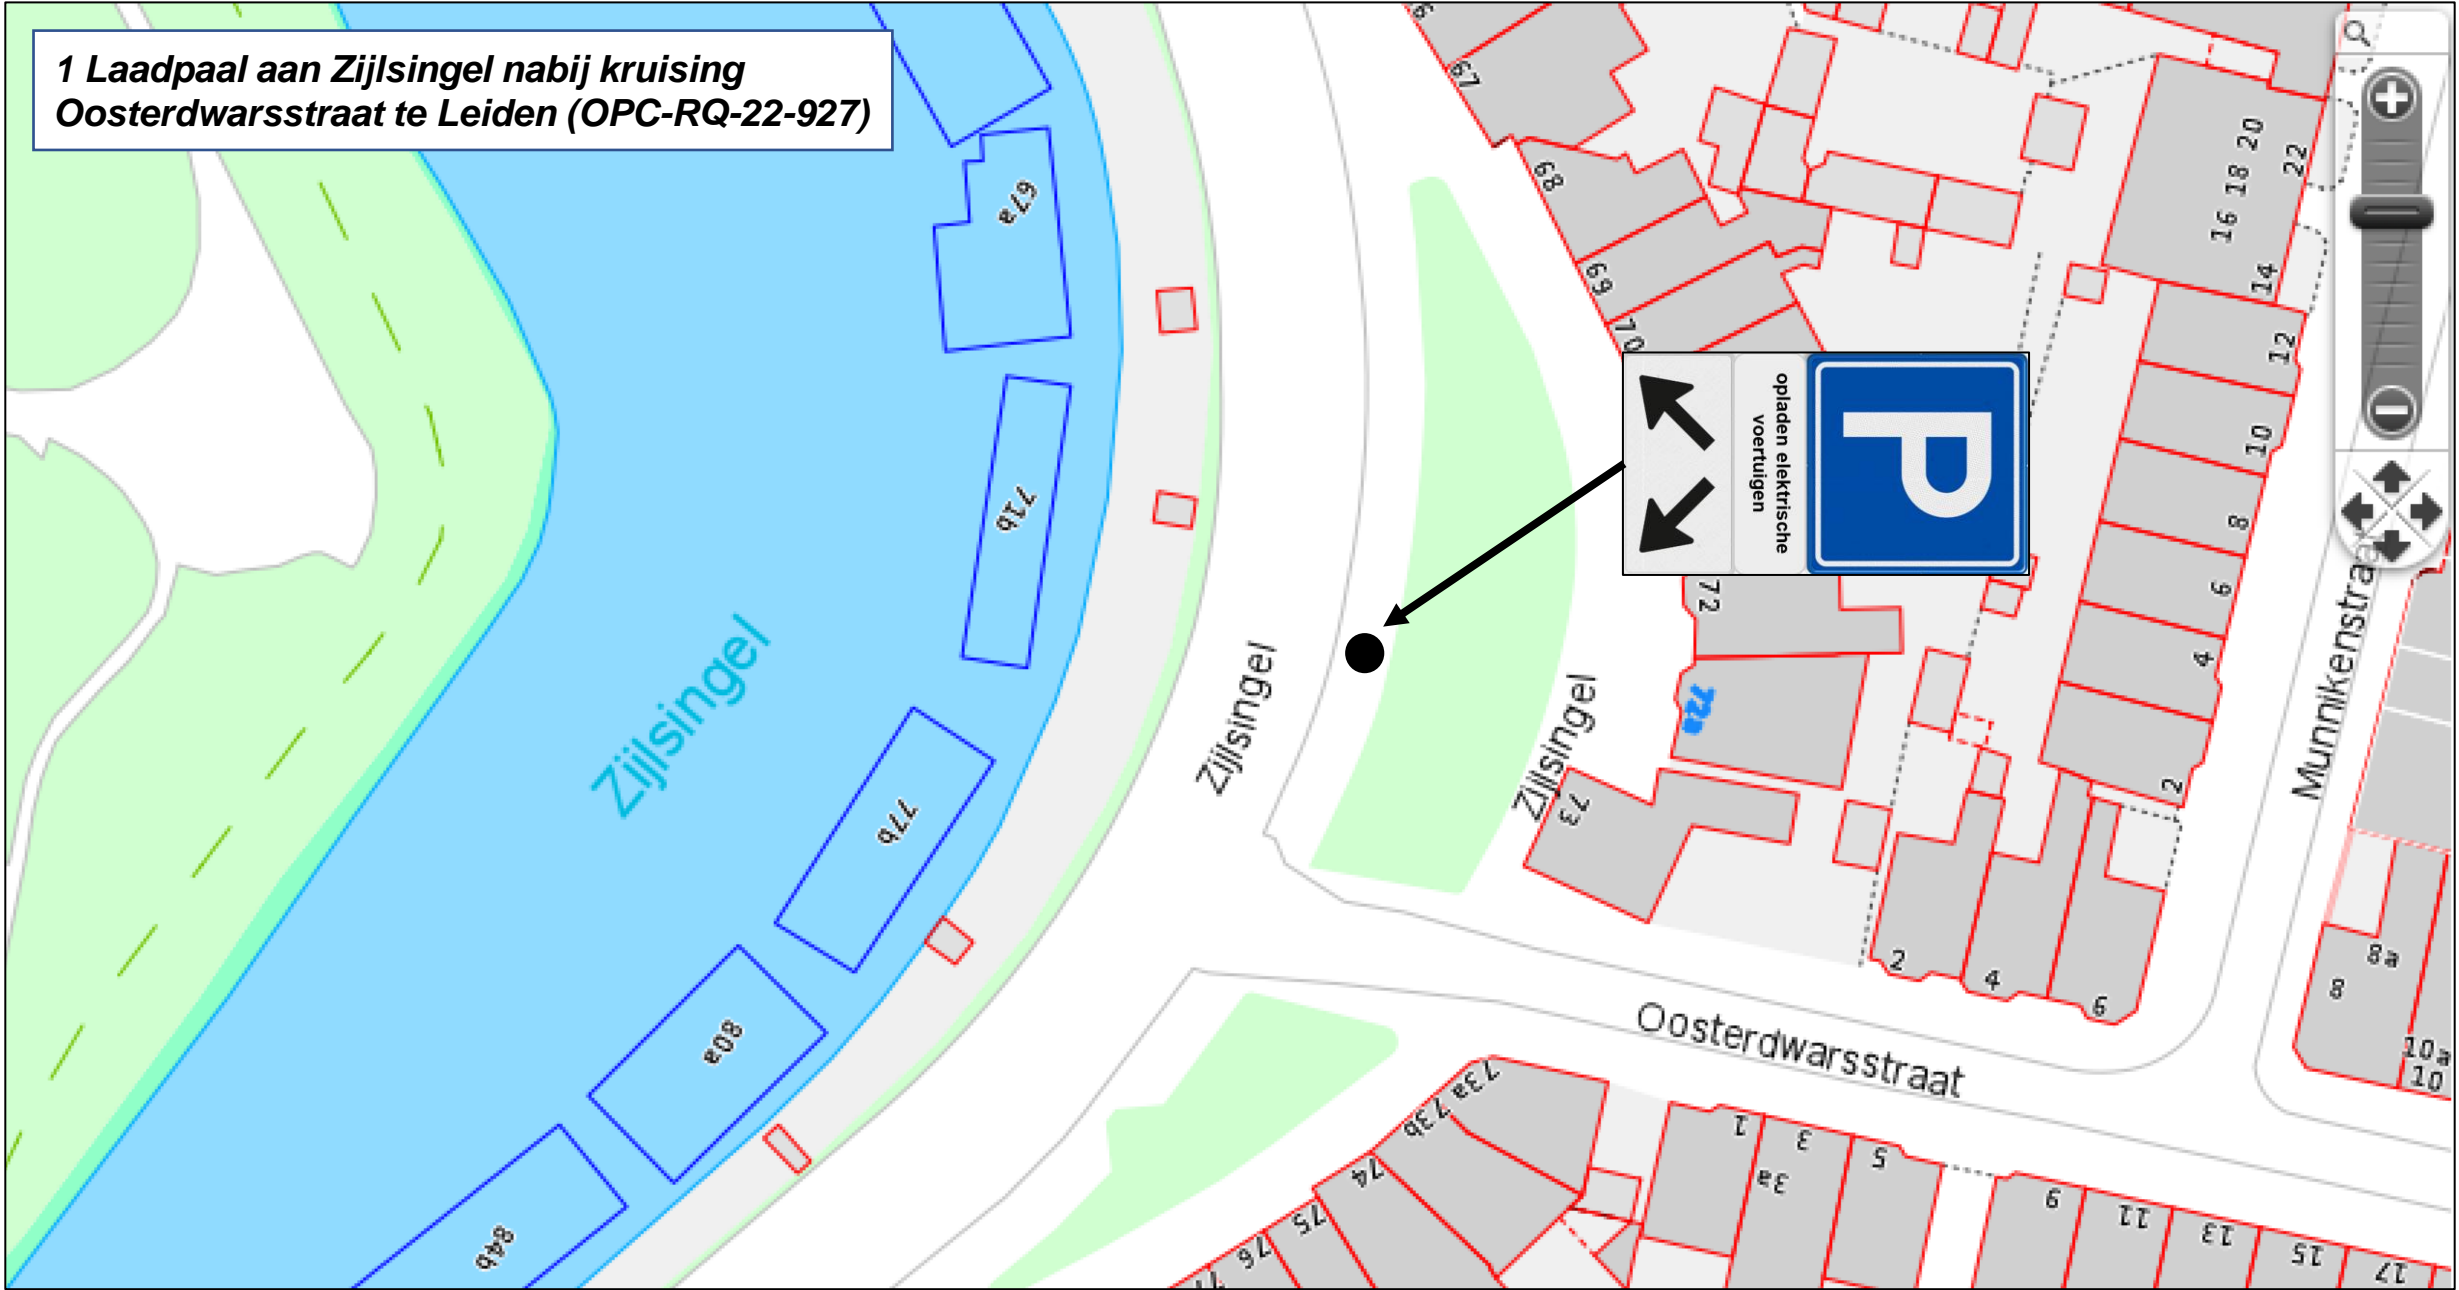 1 Laadpaal aan Zijlsingel nabij kruising
Oosterdwarsstraat te Leiden (OPC-RQ-22-927)
67
68
69
70
72
72a
73
67a
71b
77b
80a
84b
Zijlsingel
Zijlsingel
Zijlsingel
P
opladen elektrische
voertuigen
20
18
16
22
14
12
10
8
6
4
2
Munnikenstraat
2
4
6
8a
8
10a
10
Oosterdwarsstraat
73a
73b
74
75
76
77
1
3
3a
5
9
11
13
15
17